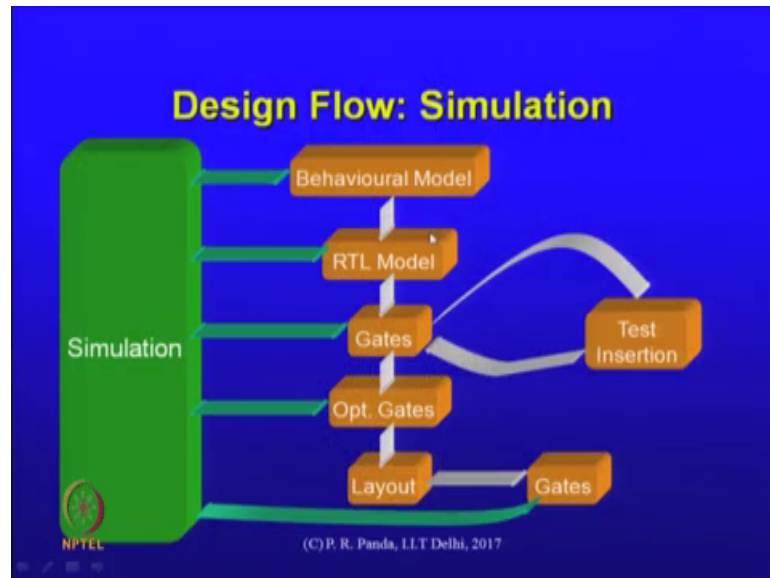 Design Flow: Simulation
Behavioural Model
RTL Model
Gates
Test
Insertion
Simulation
Opt. Gates
Layout
Gates
NPTEL
(C) P. R. Panda, I.I.T Delhi, 2017